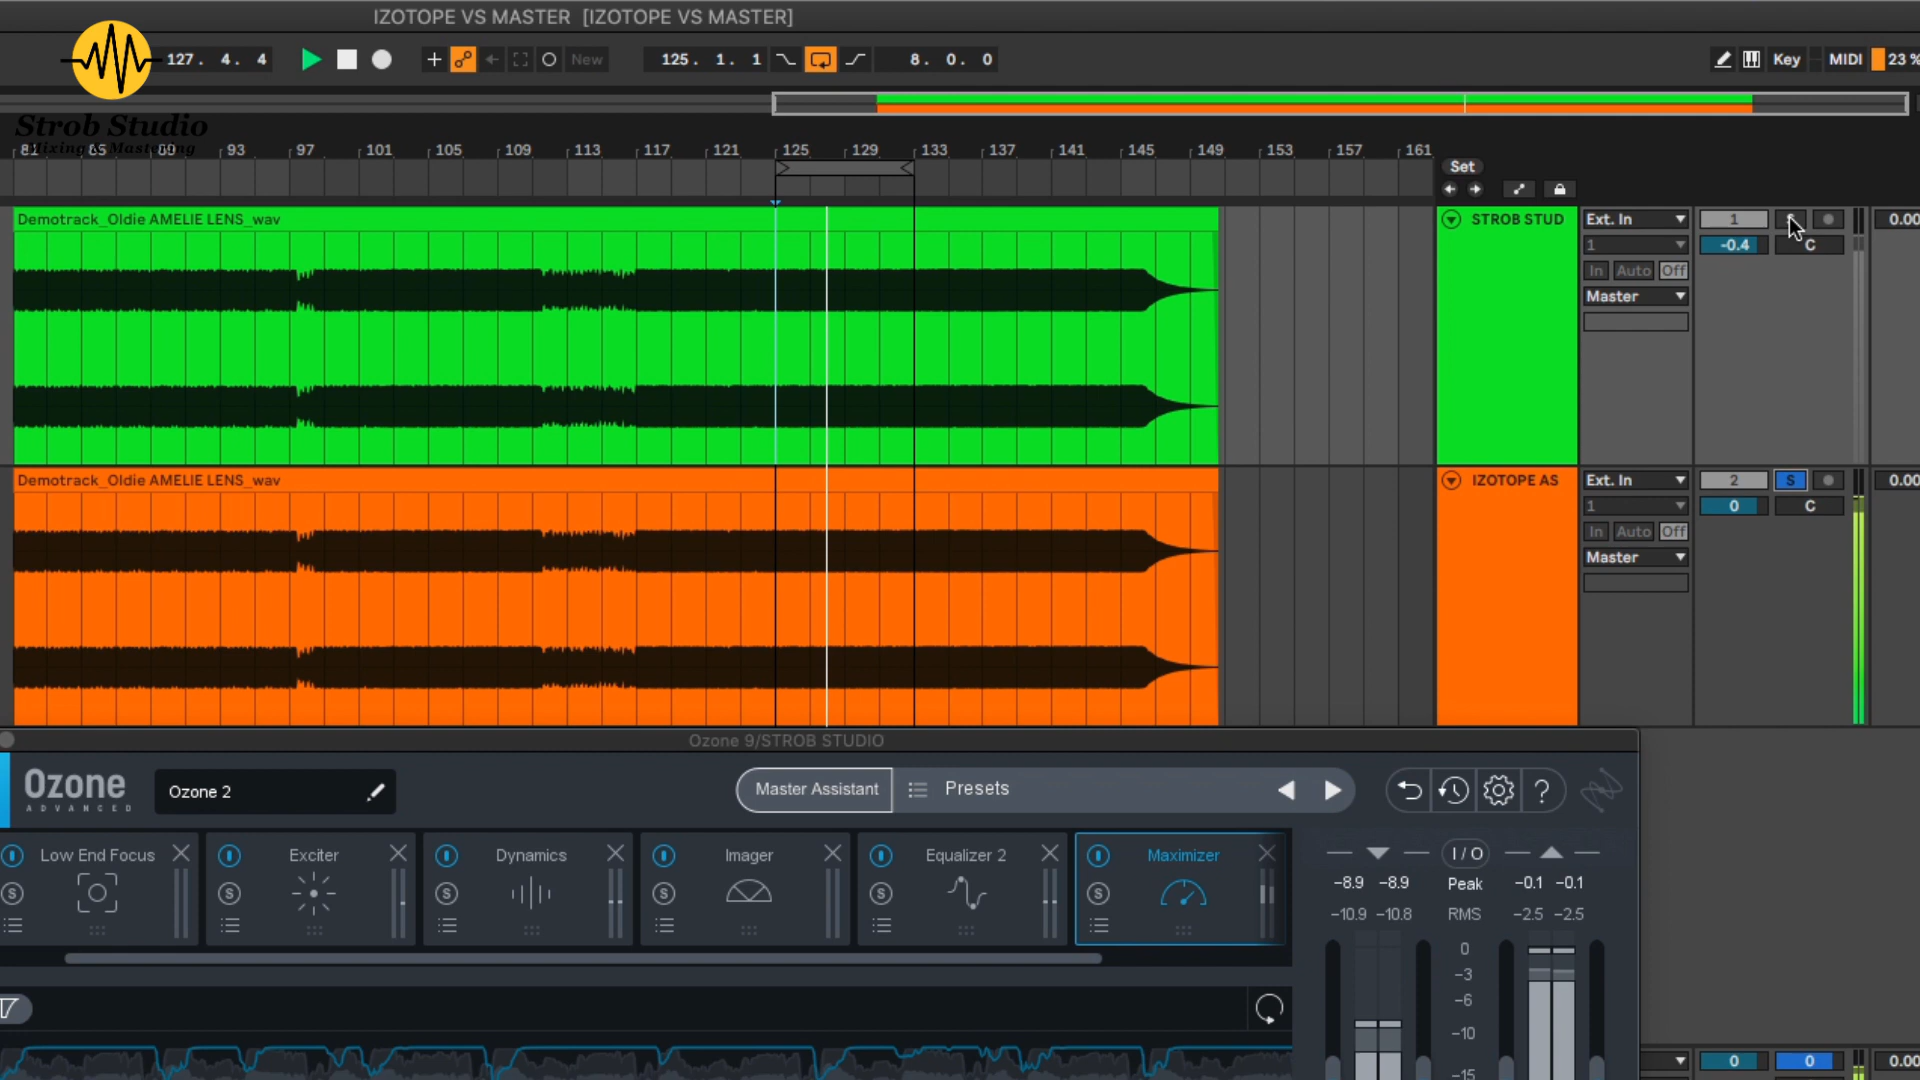 IZOTOPE VS MASTER [IZOTOPE VS MASTER]
127. 4. 4
New
125. 1. 1
8. 0. 0
Key
MIDI
23 %
Strob Studio
Mixing & Mastering
81 85 89 93 97 101 105 109 113 117 121 125 129 133 137 141 145 149 153 157 161
Set
Demotrack_Oldie AMELIE LENS_wav
STROB STUD
Ext. In
1
0.00
1
-0.4
C
In Auto Off
Master
Demotrack_Oldie AMELIE LENS_wav
IZOTOPE AS
Ext. In
2
S
0.00
1
0
C
In Auto Off
Master
Ozone 9/STROB STUDIO
Ozone
ADVANCED
Ozone 2
Master Assistant
Presets
?
Low End Focus
Exciter
Dynamics
Imager
Equalizer 2
Maximizer
S S S S S S
I/O
-8.9 -8.9 Peak -0.1 -0.1
-10.9 -10.8 RMS -2.5 -2.5
0
-3
-6
-10
-15
0
0
0.00